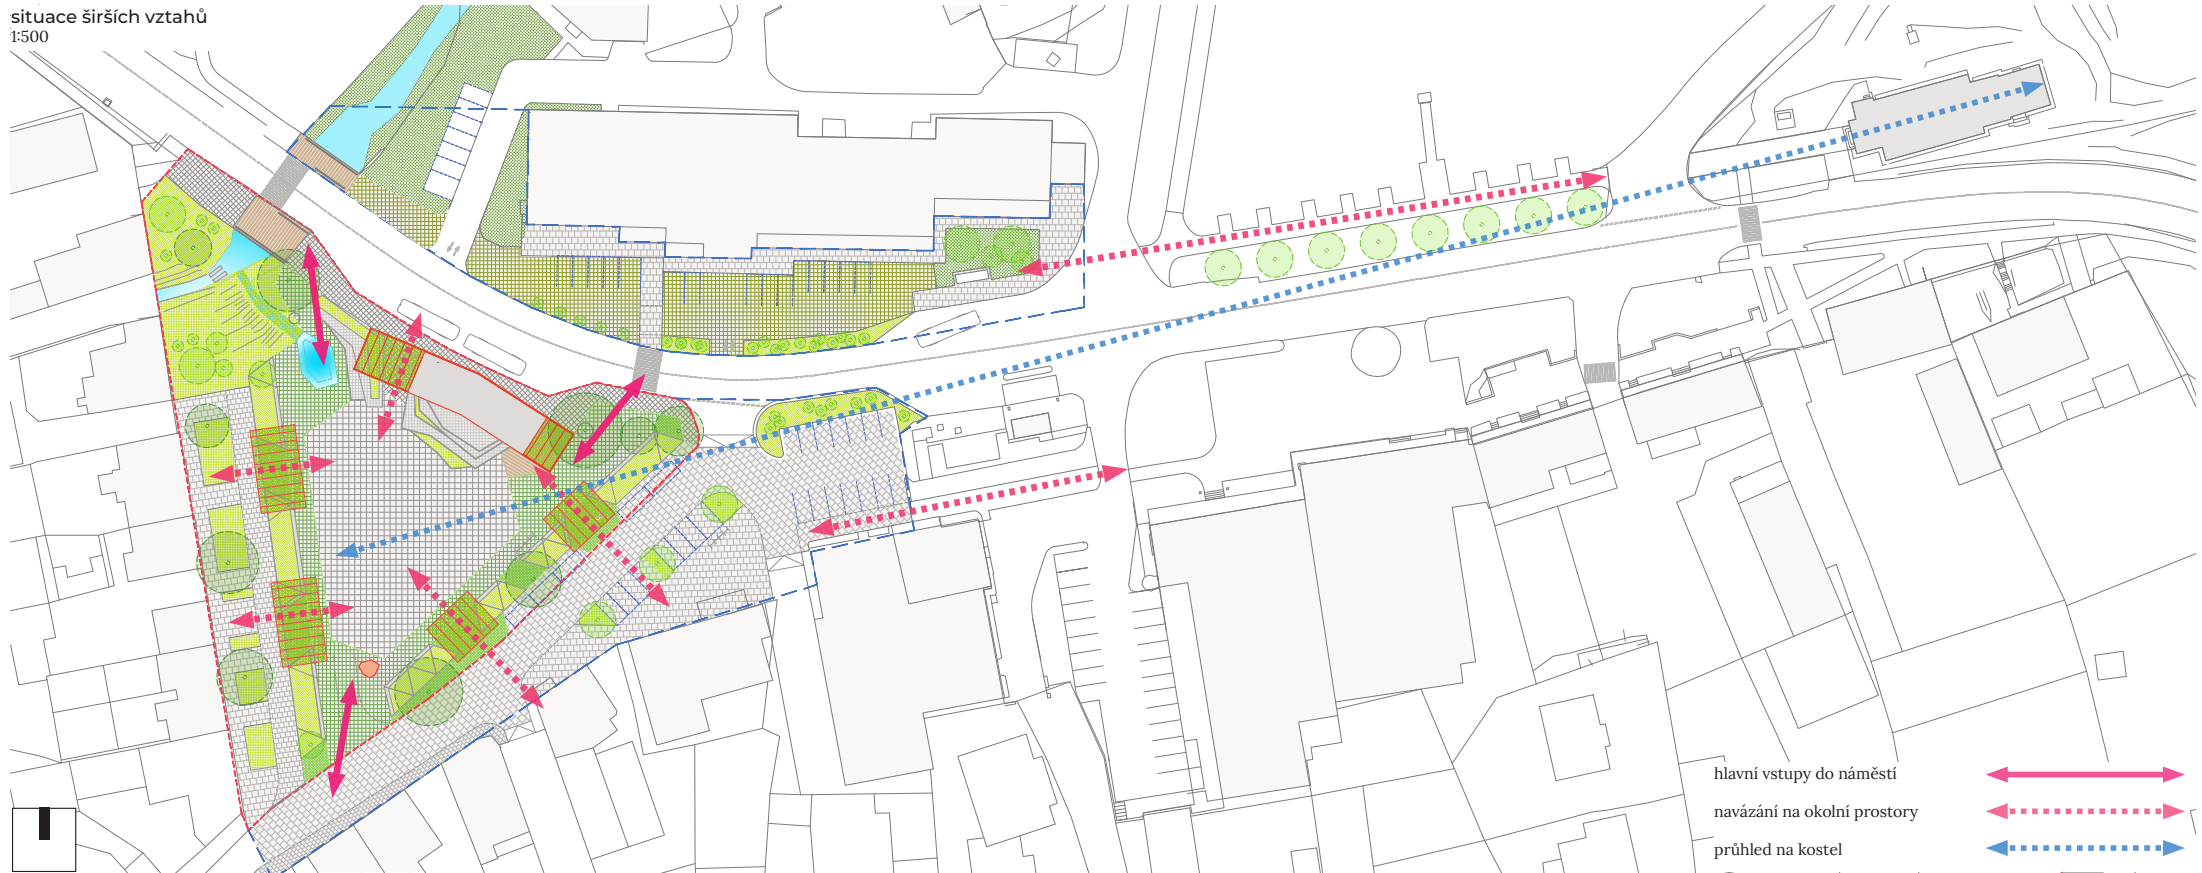 situace širších vztahů
1:500
hlavní vstupy do náměstí
navázání na okolní prostory
průhled na kostel